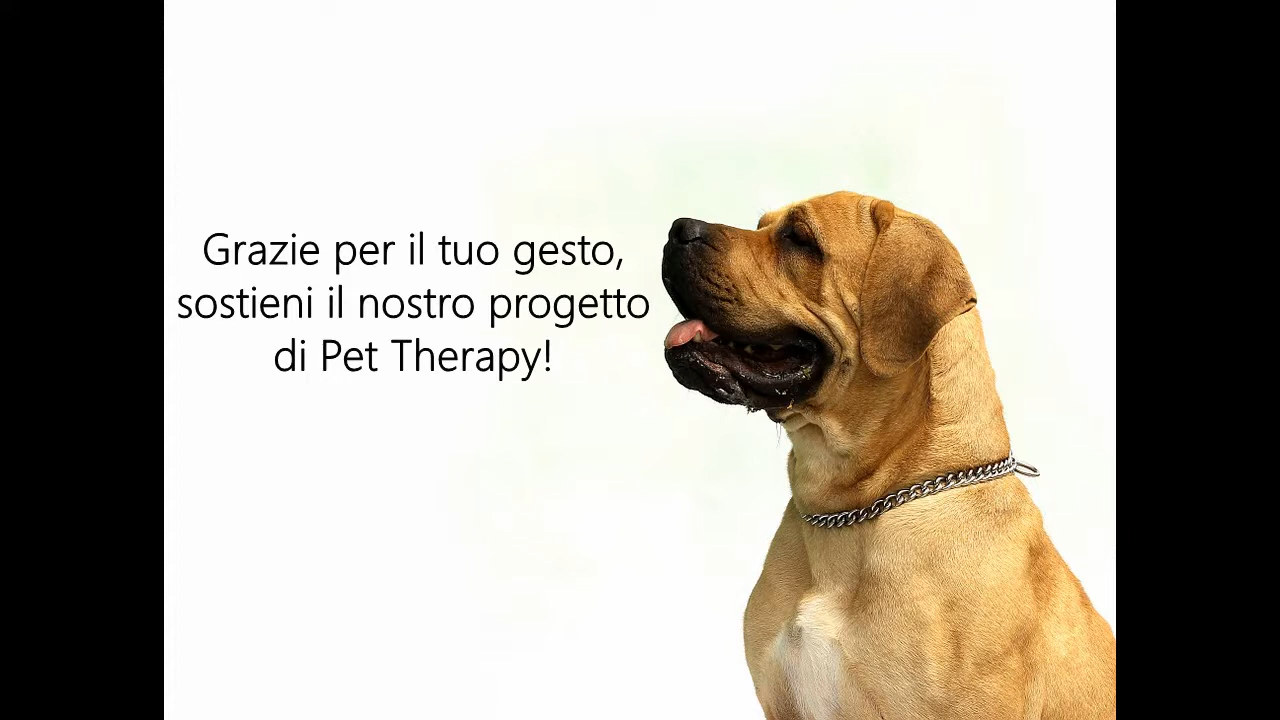 Grazie per il tuo gesto,
sostieni il nostro progetto
di Pet Therapy!